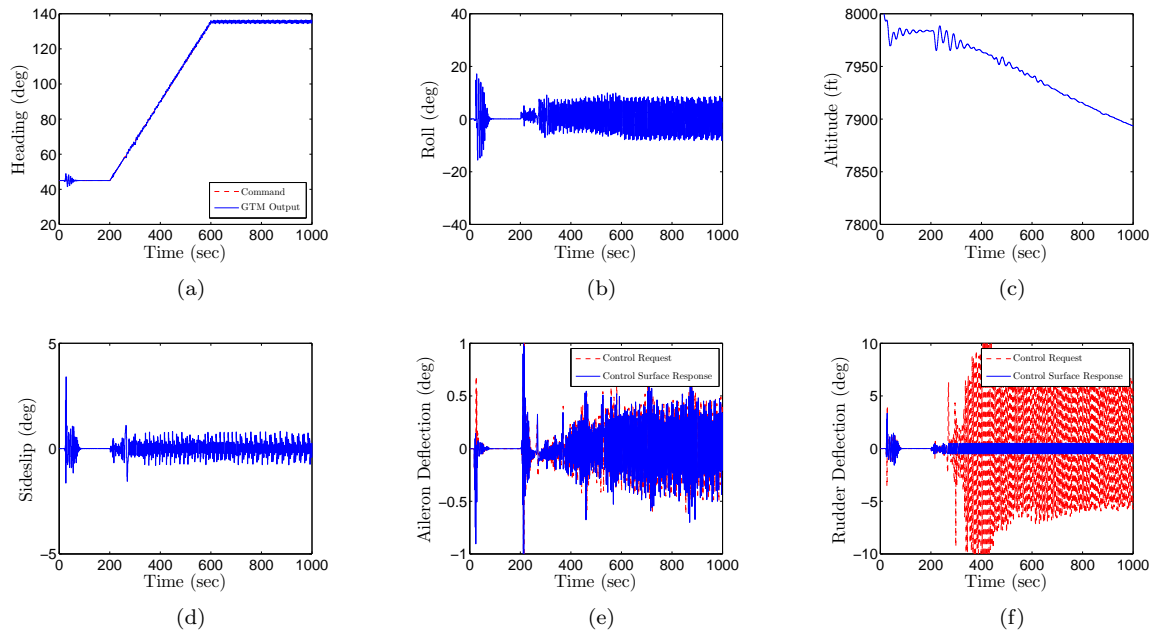 140
120
100
80
60
40
20
Heading (deg)
Command
GTM Output
0 200 400 600 800 1000
Time (sec)
(a)
40
20
0
−20
−40
Roll (deg)
0 200 400 600 800 1000
Time (sec)
(b)
8000
7950
7900
7850
7800
Altitude (ft)
0 200 400 600 800 1000
Time (sec)
(c)
5
0
−5
Sideslip (deg)
0 200 400 600 800 1000
Time (sec)
(d)
1
0.5
0
−0.5
−1
Aileron Deflection (deg)
Control Request
Control Surface Response
0 200 400 600 800 1000
Time (sec)
(e)
10
5
0
−5
−10
Rudder Deflection (deg)
Control Request
Control Surface Response
0 200 400 600 800 1000
Time (sec)
(f)